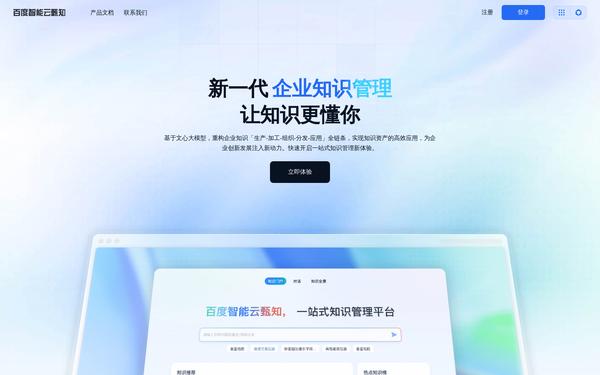 百度智能云甄知
产品文档 联系我们
注册 登录
新一代 企业知识管理
让知识更懂你
基于文心大模型，重构企业知识「生产-加工-组织-分发-应用」全链条，实现知识资产的高效应用，为企
业创新发展注入新动力。快速开启一站式知识管理新体验。
立即体验
知识门户 对话 知识全景
百度智能云甄知， 一站式知识管理平台
知识推荐 热点知识榜